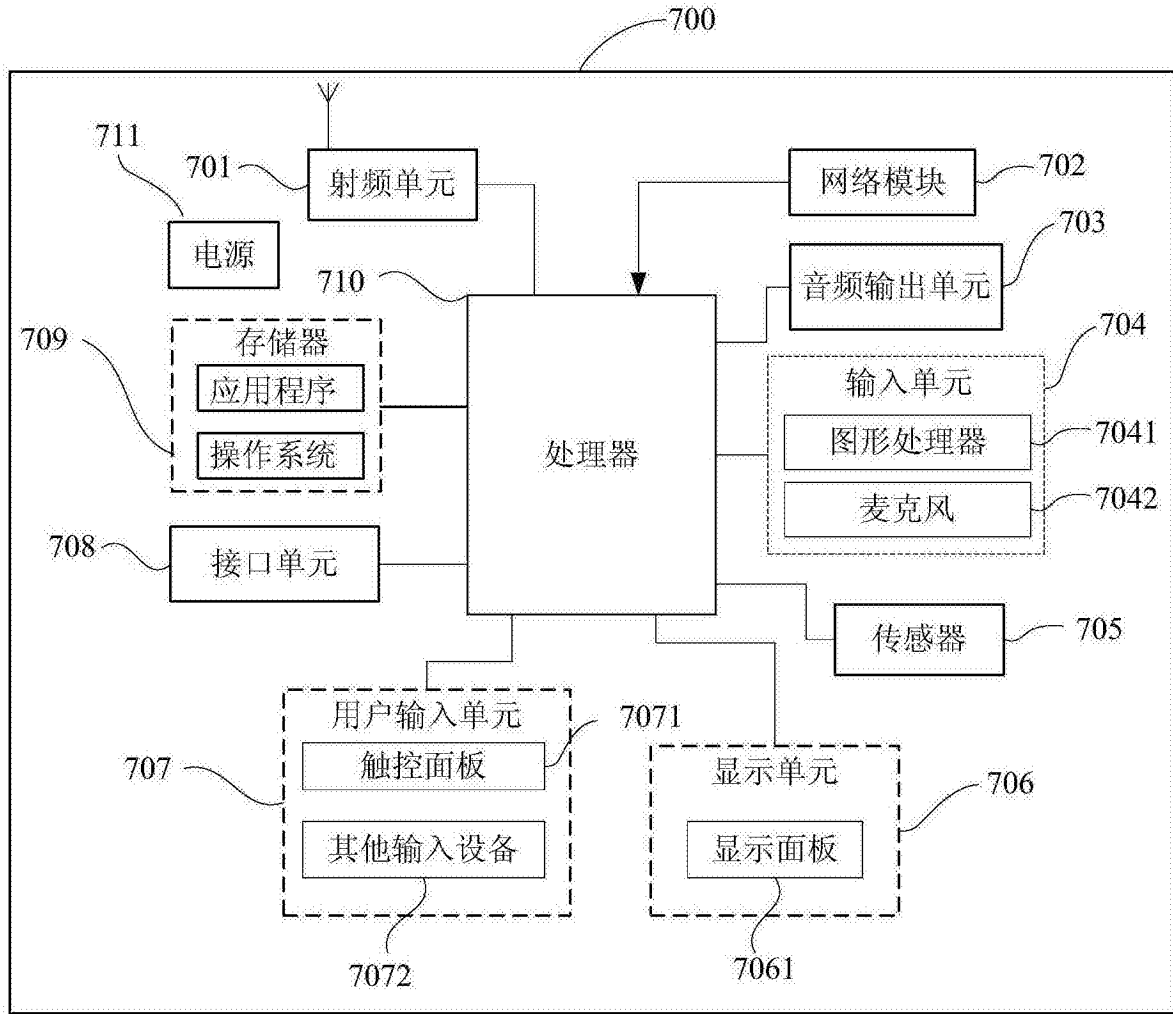 700
711
701
射频单元
网络模块
702
电源
710
音频输出单元
703
709
存储器
应用程序
操作系统
处理器
704
输入单元
图形处理器
7041
麦克风
7042
708
接口单元
传感器
705
707
用户输入单元
触控面板
7071
其他输入设备
7072
显示单元
706
显示面板
7061